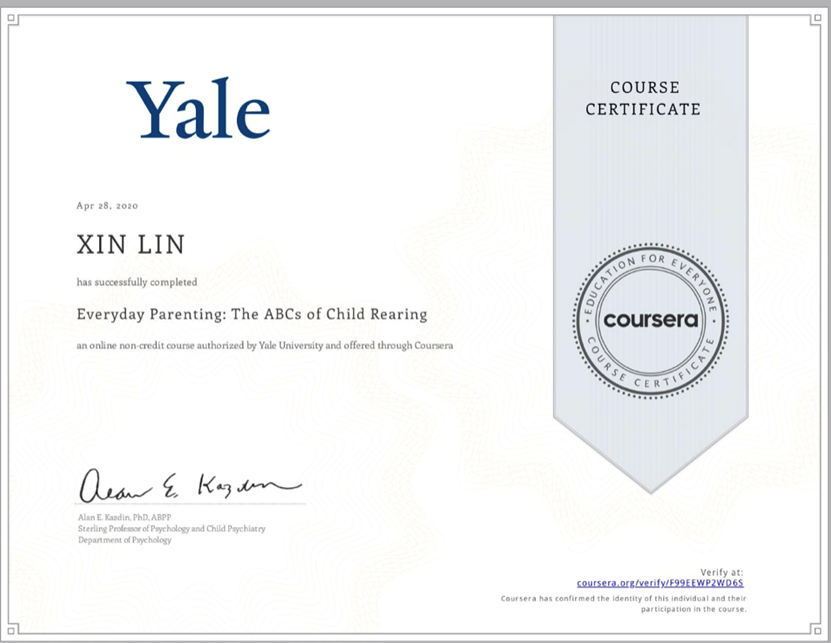 Yale
COURSE
CERTIFICATE
Apr 28, 2020
XIN LIN
has successfully completed
Everyday Parenting: The ABCs of Child Rearing
an online non-credit course authorized by Yale University and offered through Coursera
EDUCATION FOR EVERYONE
coursera
COURSE CERTIFICATE
Alan E. Kazdin
Alan E. Kazdin, PhD, ABPP
Sterling Professor of Psychology and Child Psychiatry
Department of Psychology
Verify at:
coursera.org/verify/F99EEWP2WD6S
Coursera has confirmed the identity of this individual and their
participation in the course.